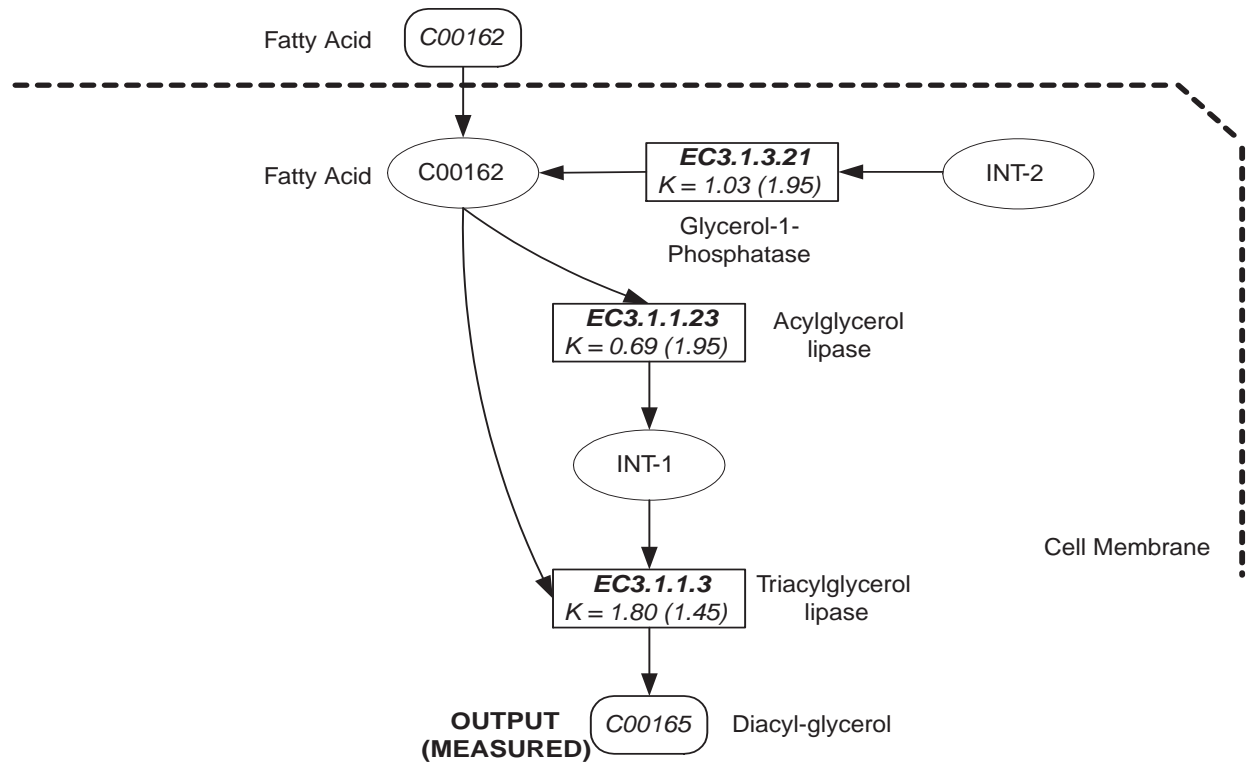 Fatty Acid
C00162
Fatty Acid
C00162
EC3.1.3.21
K = 1.03 (1.95)
INT-2
Glycerol-1-
Phosphatase
EC3.1.1.23
K = 0.69 (1.95)
Acylglycerol
lipase
INT-1
Cell Membrane
EC3.1.1.3
K = 1.80 (1.45)
Triacylglycerol
lipase
OUTPUT
(MEASURED)
C00165
Diacyl-glycerol